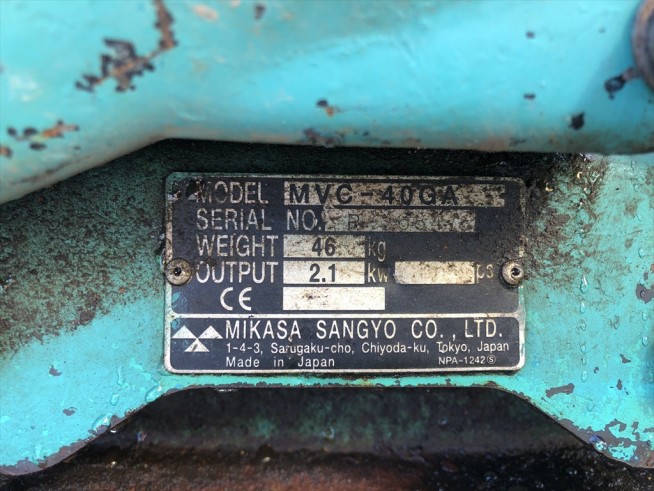 MODEL MVC-40GA
SERIAL NO.
WEIGHT 46 kg
OUTPUT 2.1 kw ps
CE
MIKASA SANGYO CO., LTD.
1-4-3, Sarugaku-cho, Chiyoda-ku, Tokyo, Japan
Made in Japan NPA-1242Ⓢ